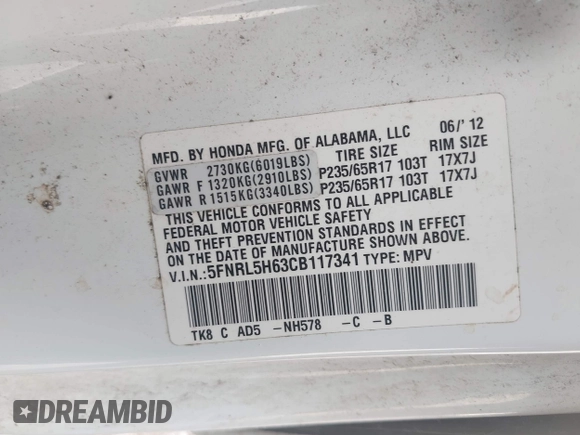 MFD. BY HONDA MFG. OF ALABAMA, LLC 06/'12
GVWR 2730KG(6019LBS) TIRE SIZE RIM SIZE
GAWR F 1320KG(2910LBS) P235/65R17 103T 17X7J
GAWR R 1515KG(3340LBS) P235/65R17 103T 17X7J
THIS VEHICLE CONFORMS TO ALL APPLICABLE
FEDERAL MOTOR VEHICLE SAFETY
AND THEFT PREVENTION STANDARDS IN EFFECT
ON THE DATE OF MANUFACTURE SHOWN ABOVE.
V.I.N.: 5FNRL5H63CB117341 TYPE: MPV
TK8 C AD5 -NH578 -C -B
DREAMBID